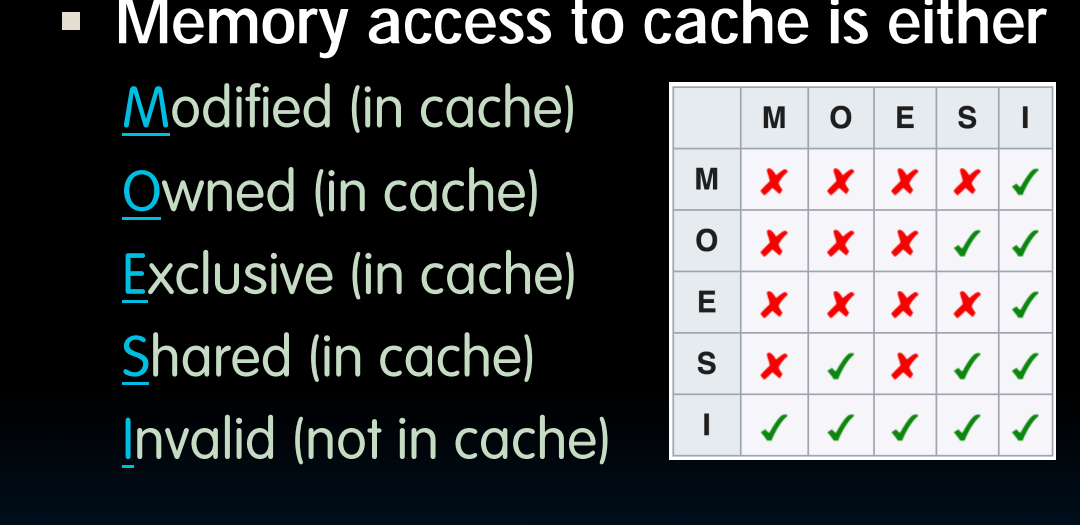 Memory access to cache is either
Modified (in cache)
Owned (in cache)
Exclusive (in cache)
Shared (in cache)
Invalid (not in cache)
M O E S I
M ✗ ✗ ✗ ✗ ✓
O ✗ ✗ ✗ ✓ ✓
E ✗ ✗ ✗ ✗ ✓
S ✗ ✓ ✗ ✓ ✓
I ✓ ✓ ✓ ✓ ✓